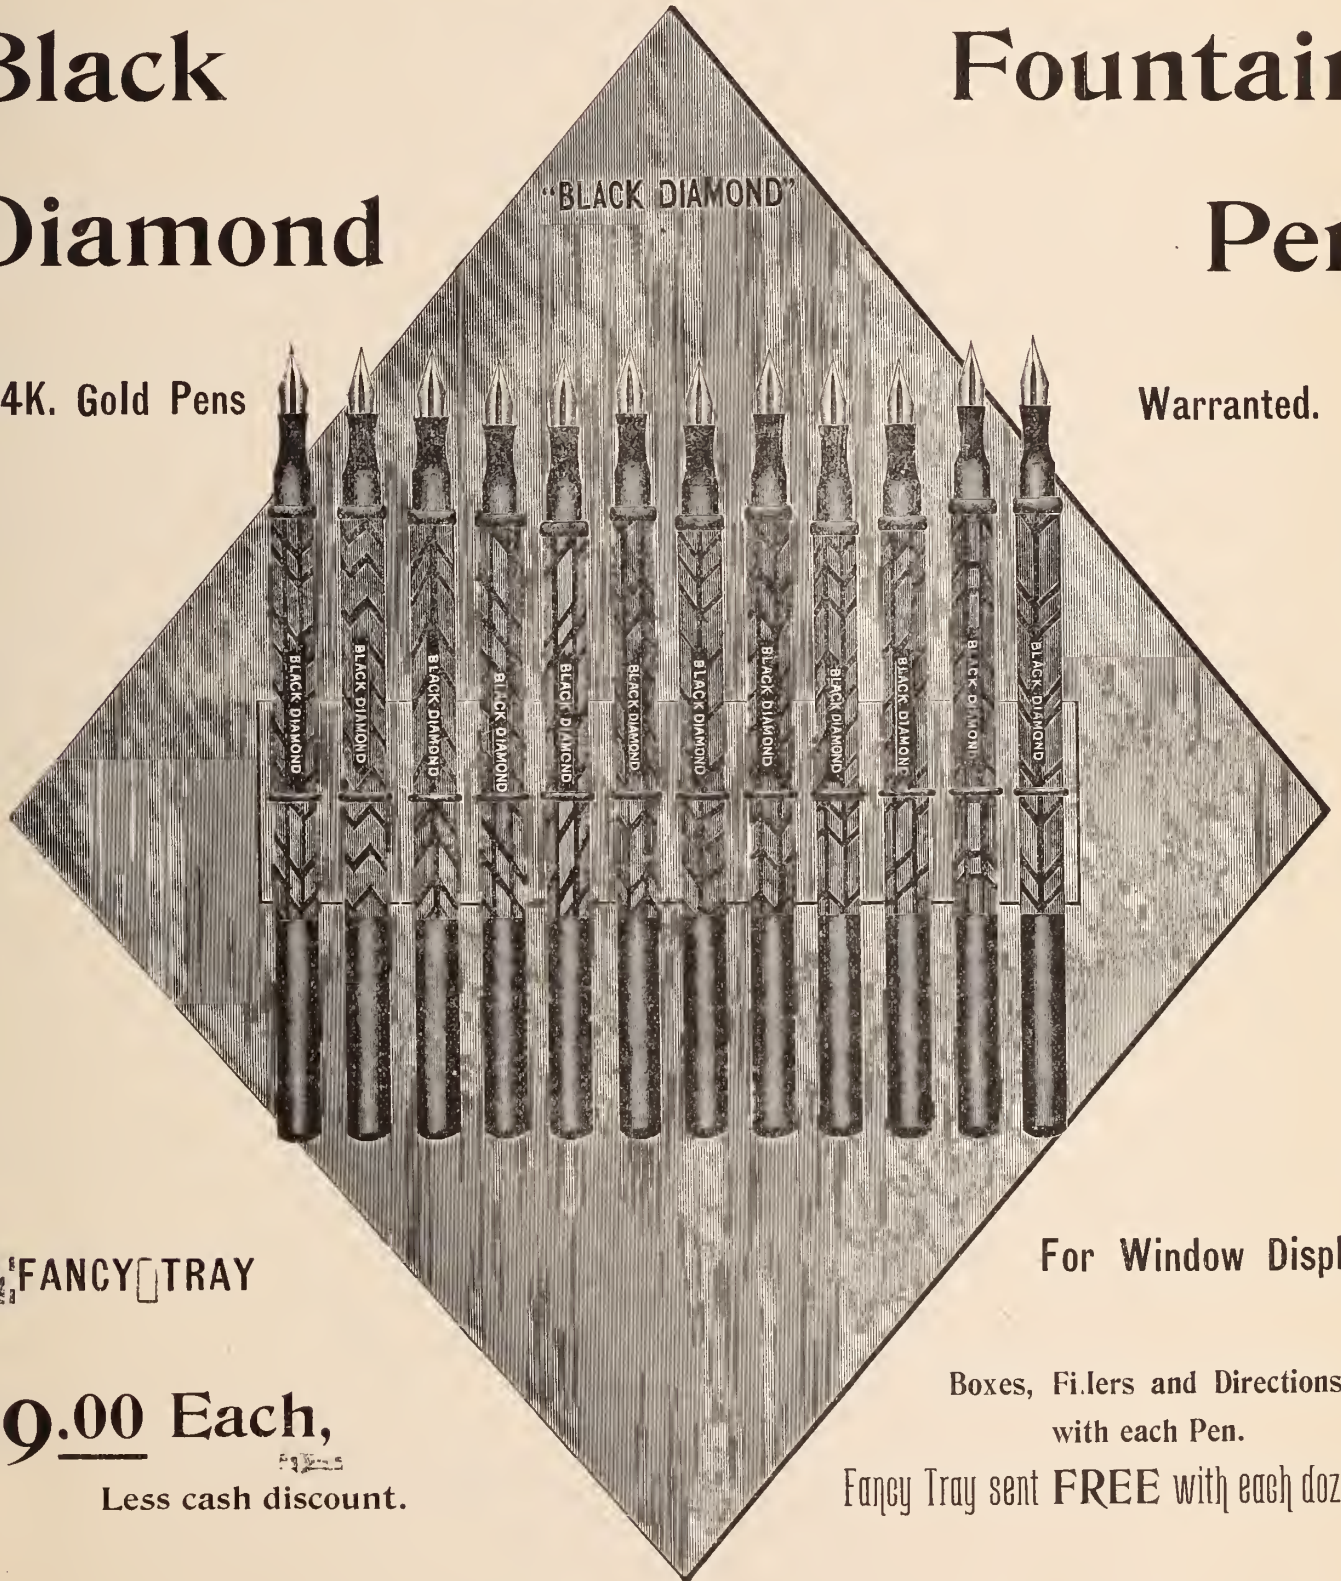 Black
Diamond
Fountain
Pen
"BLACK DIAMOND"
4K. Gold Pens
Warranted.
BLACK DIAMOND
BLACK DIAMOND
BLACK DIAMOND
BLACK DIAMOND
BLACK DIAMOND
BLACK DIAMOND
BLACK DIAMOND
BLACK DIAMOND
BLACK DIAMOND
BLACK DIAMOND
BLACK DIAMOND
BLACK DIAMOND
FANCY TRAY
For Window Displ
9.00 Each,
Less cash discount.
Boxes, Fi.lers and Directions
with each Pen.
Fancy Tray sent FREE with each doz